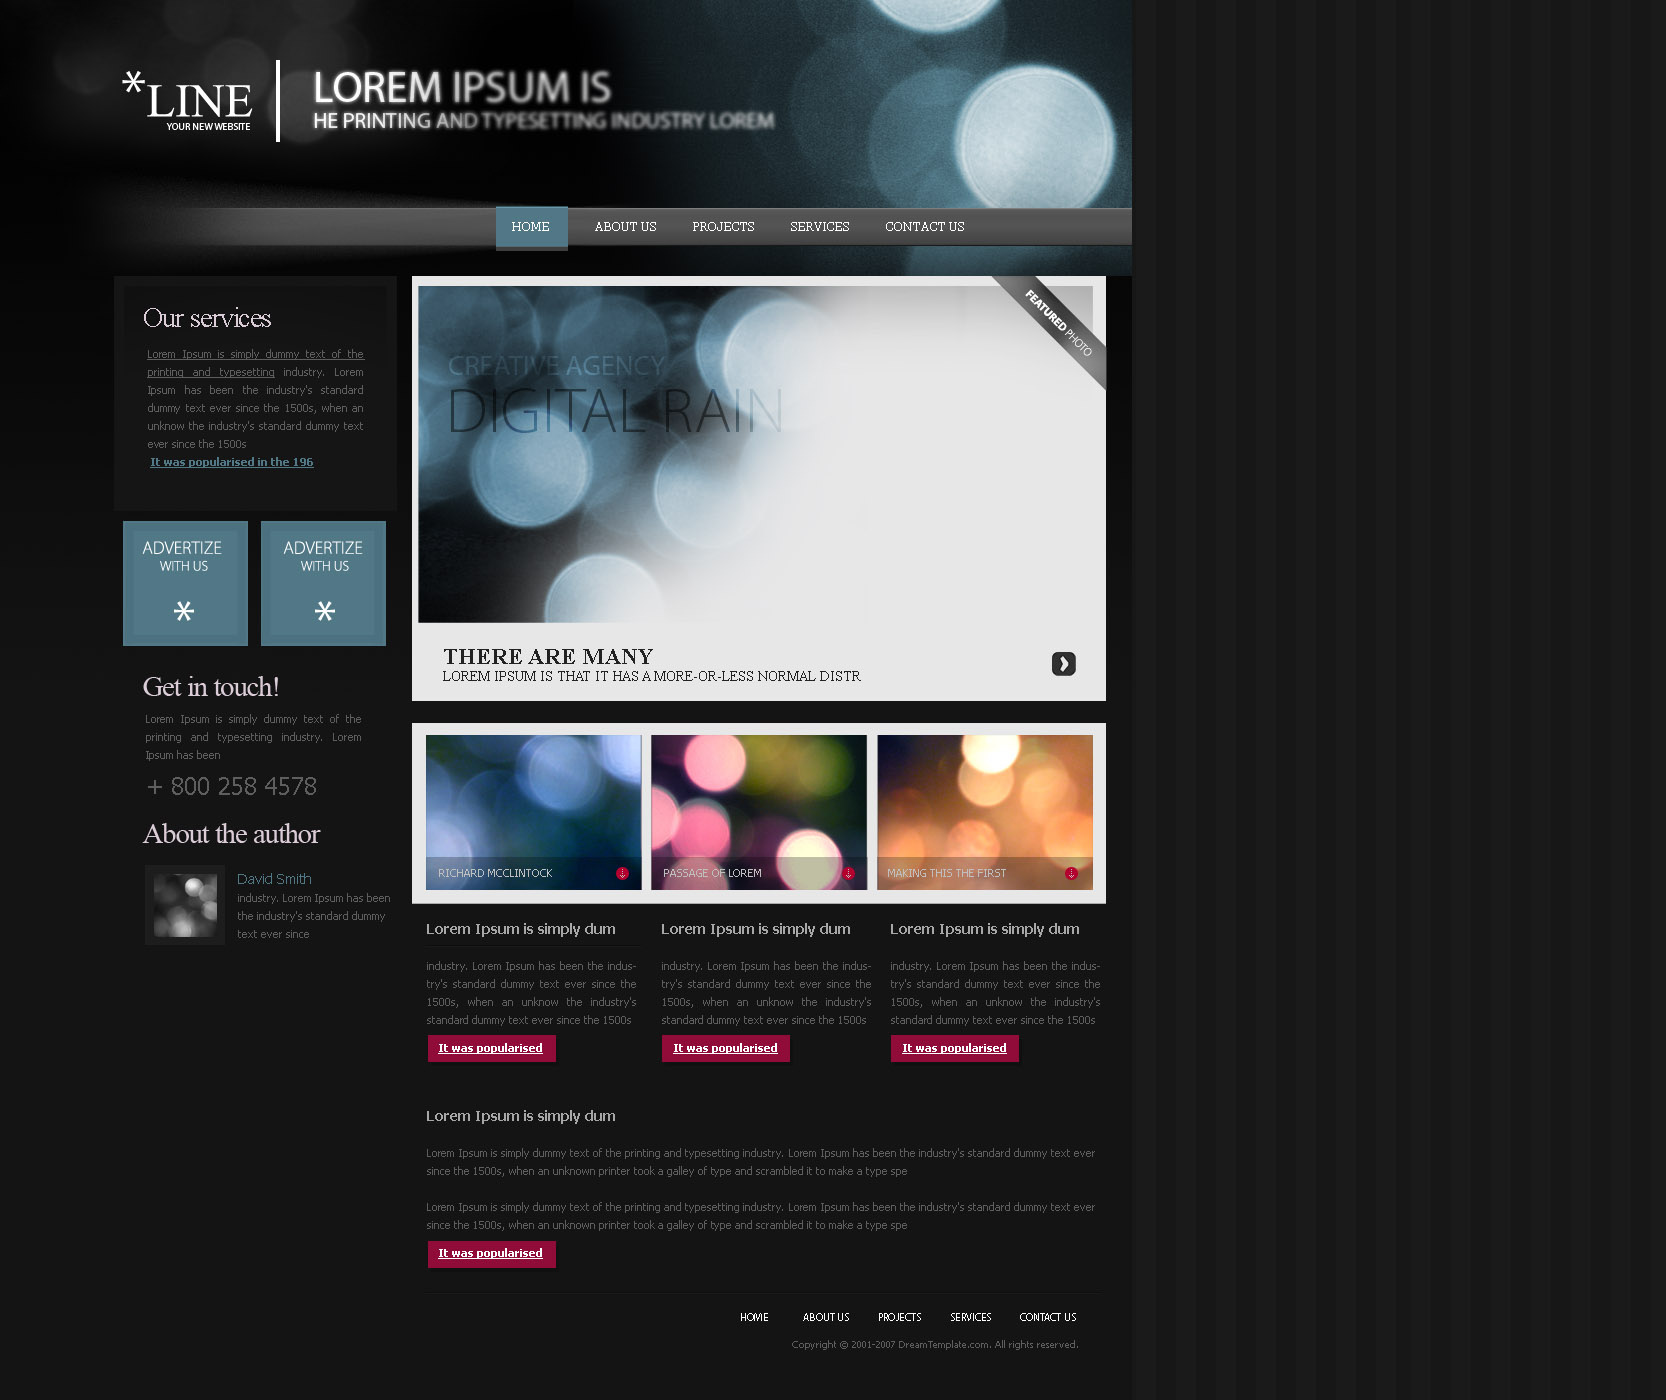 *LINE
YOUR NEW WEBSITE
LOREM IPSUM IS
HE PRINTING AND TYPESETTING INDUSTRY LOREM
HOME ABOUT US PROJECTS SERVICES CONTACT US
Our services
Lorem Ipsum is simply dummy text of the
printing and typesetting industry. Lorem
Ipsum has been the industry's standard
dummy text ever since the 1500s, when an
unknow the industry's standard dummy text
ever since the 1500s
It was popularised in the 196
ADVERTIZE
WITH US
*
ADVERTIZE
WITH US
*
Get in touch!
Lorem Ipsum is simply dummy text of the
printing and typesetting industry. Lorem
Ipsum has been
+ 800 258 4578
About the author
David Smith
industry. Lorem Ipsum has been
the industry's standard dummy
text ever since
FEATURED PHOTO
CREATIVE AGENCY
DIGITAL RAIN
THERE ARE MANY
LOREM IPSUM IS THAT IT HAS A MORE-OR-LESS NORMAL DISTR
RICHARD MCCLINTOCK
PASSAGE OF LOREM
MAKING THIS THE FIRST
Lorem Ipsum is simply dum
industry. Lorem Ipsum has been the indus-
try's standard dummy text ever since the
1500s, when an unknow the industry's
standard dummy text ever since the 1500s
It was popularised
Lorem Ipsum is simply dum
industry. Lorem Ipsum has been the indus-
try's standard dummy text ever since the
1500s, when an unknow the industry's
standard dummy text ever since the 1500s
It was popularised
Lorem Ipsum is simply dum
industry. Lorem Ipsum has been the indus-
try's standard dummy text ever since the
1500s, when an unknow the industry's
standard dummy text ever since the 1500s
It was popularised
Lorem Ipsum is simply dum
Lorem Ipsum is simply dummy text of the printing and typesetting industry. Lorem Ipsum has been the industry's standard dummy text ever
since the 1500s, when an unknown printer took a galley of type and scrambled it to make a type spe
Lorem Ipsum is simply dummy text of the printing and typesetting industry. Lorem Ipsum has been the industry's standard dummy text ever
since the 1500s, when an unknown printer took a galley of type and scrambled it to make a type spe
It was popularised
HOME ABOUT US PROJECTS SERVICES CONTACT US
Copyright © 2001-2007 DreamTemplate.com. All rights reserved.